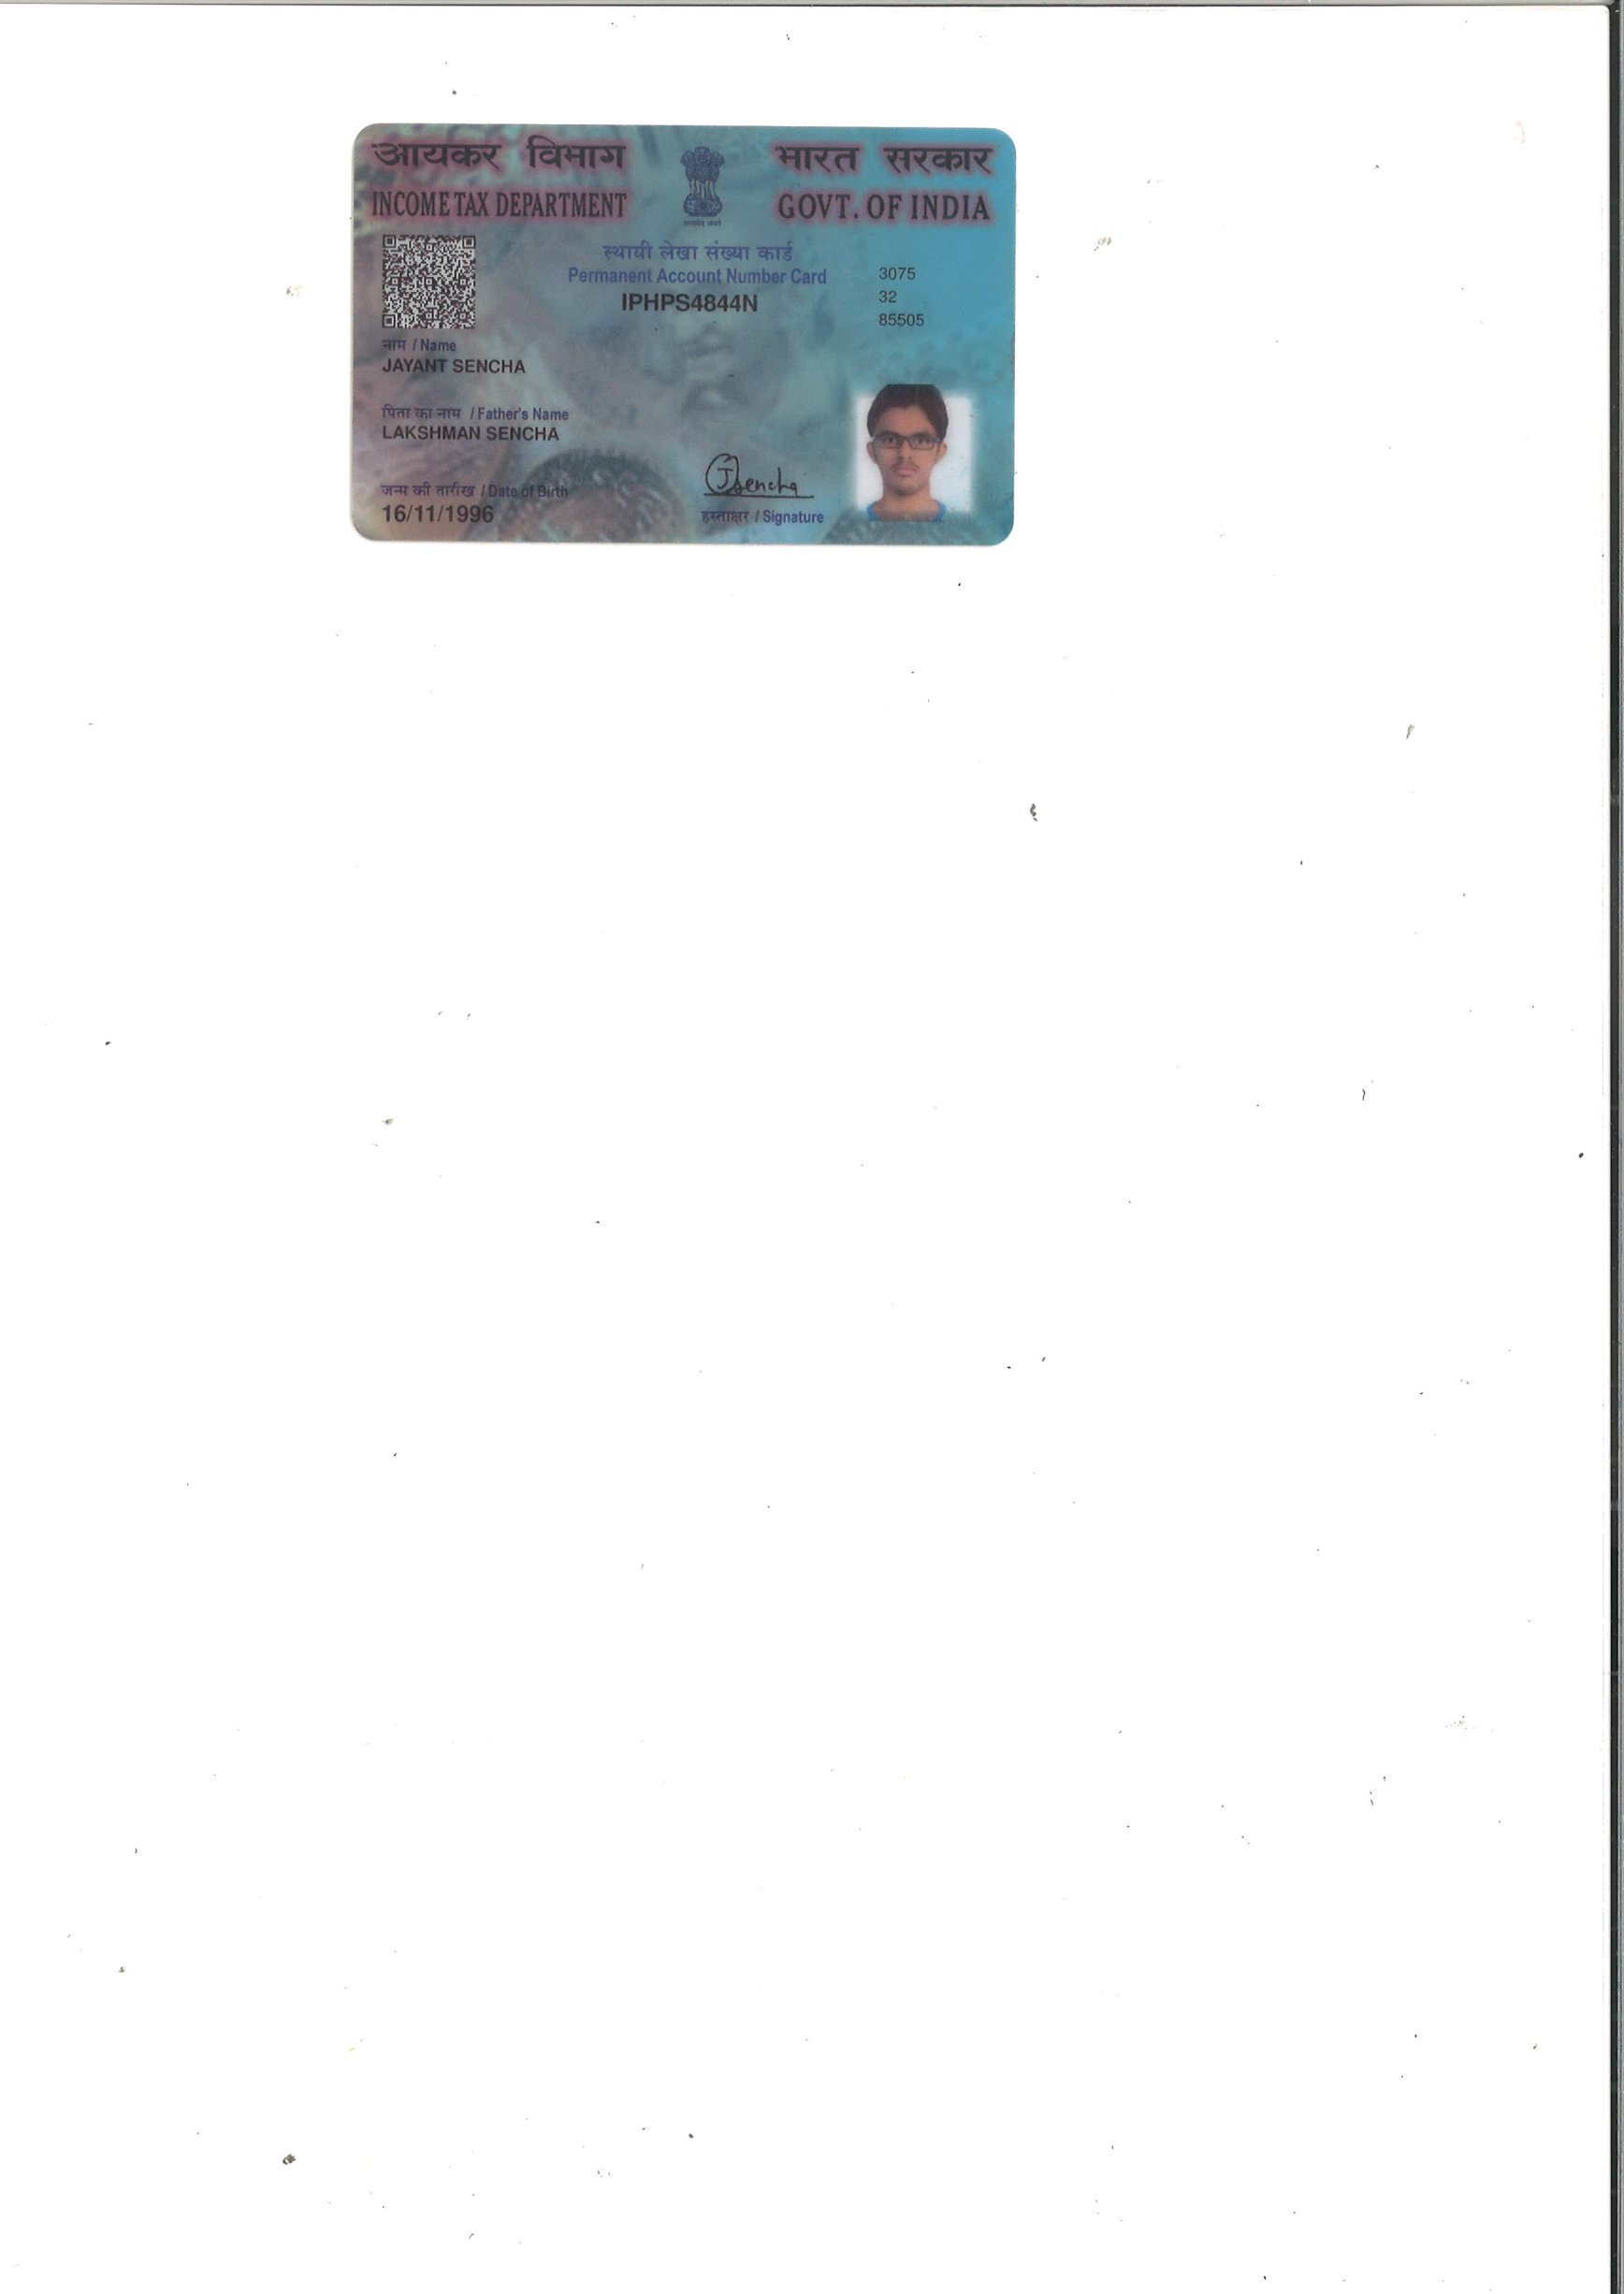 आयकर विभाग
भारत सरकार
INCOME TAX DEPARTMENT
GOVT. OF INDIA
स्थायी लेखा संख्या कार्ड
Permanent Account Number Card
IPHPS4844N
3075
32
85505
नाम / Name
JAYANT SENCHA
पिता का नाम / Father's Name
LAKSHMAN SENCHA
जन्म की तारीख / Date of Birth
16/11/1996
JSencha
हस्ताक्षर / Signature